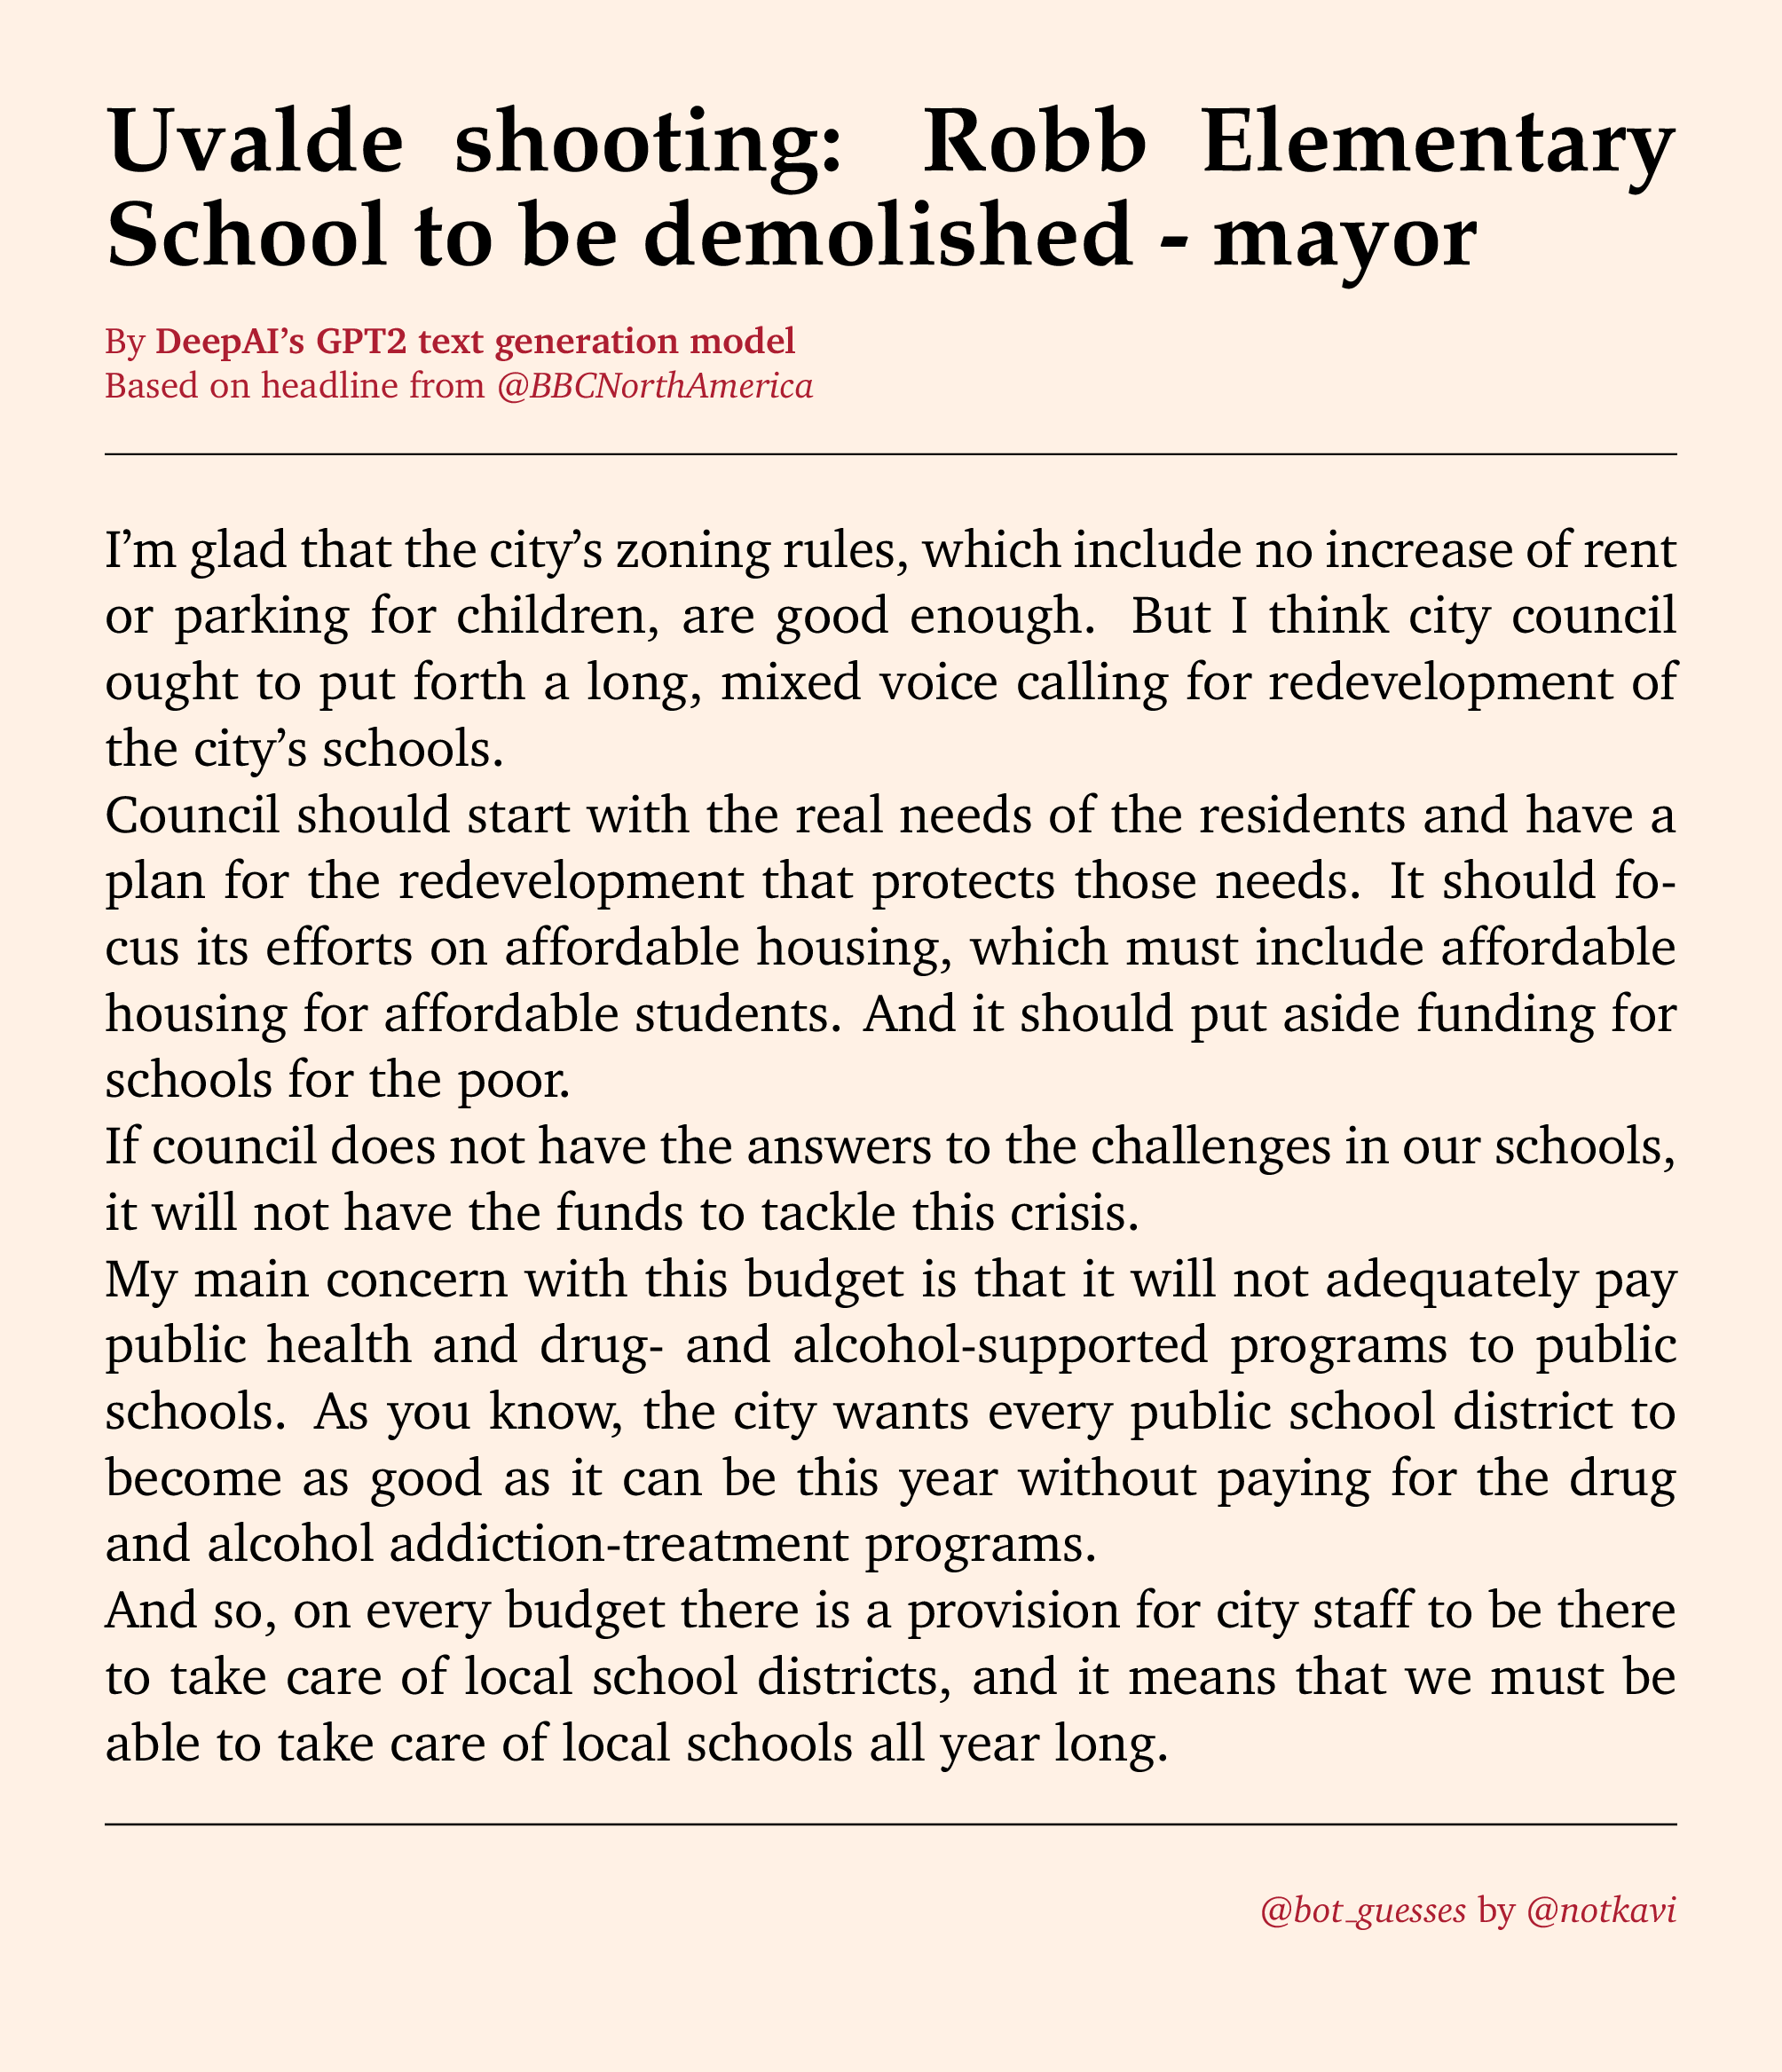 Uvalde shooting: Robb Elementary
School to be demolished - mayor
By DeepAI's GPT2 text generation model
Based on headline from @BBCNorthAmerica
I'm glad that the city's zoning rules, which include no increase of rent
or parking for children, are good enough. But I think city council
ought to put forth a long, mixed voice calling for redevelopment of
the city's schools.
Council should start with the real needs of the residents and have a
plan for the redevelopment that protects those needs. It should fo-
cus its efforts on affordable housing, which must include affordable
housing for affordable students. And it should put aside funding for
schools for the poor.
If council does not have the answers to the challenges in our schools,
it will not have the funds to tackle this crisis.
My main concern with this budget is that it will not adequately pay
public health and drug- and alcohol-supported programs to public
schools. As you know, the city wants every public school district to
become as good as it can be this year without paying for the drug
and alcohol addiction-treatment programs.
And so, on every budget there is a provision for city staff to be there
to take care of local school districts, and it means that we must be
able to take care of local schools all year long.
@bot_guesses by @notkavi